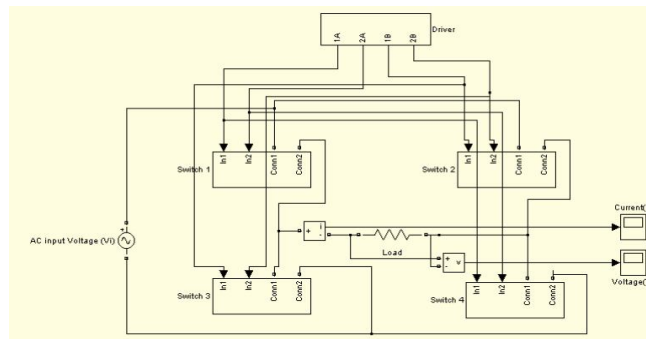 Driver
1A 2A 1B 2B
In1 In2 Conn1 Conn2
Switch 1
In1 In2 Conn1 Conn2
Switch 2
Current(
+ i -
AC input Voltage (Vi)
+
Load
+ - v
Voltage(
In1 In2 Conn1 Conn2
Switch 3
In1 In2 Conn1 Conn2
Switch 4